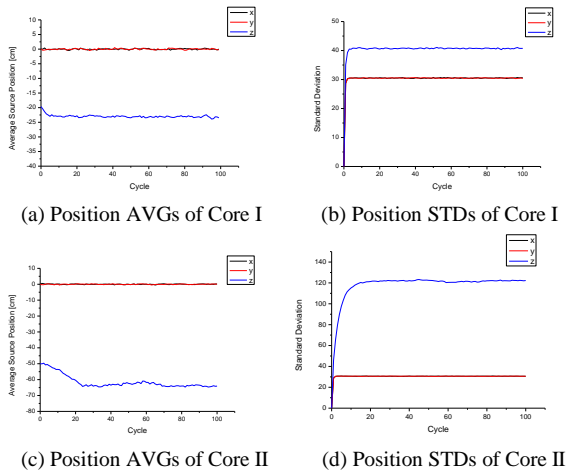 x
y
z
10
5
0
-5
-10
-15
-20
-25
-30
-35
-40
0 20 40 60 80 100
Average Source Position [cm]
Cycle
(a) Position AVGs of Core I
x
y
z
50
40
30
20
10
0
0 20 40 60 80 100
Standard Deviation
Cycle
(b) Position STDs of Core I
x
y
z
10
0
-10
-20
-30
-40
-50
-60
-70
-80
0 20 40 60 80 100
Average Source Position [cm]
Cycle
(c) Position AVGs of Core II
x
y
z
140
120
100
80
60
40
20
0
0 20 40 60 80 100
Standard Deviation
Cycle
(d) Position STDs of Core II